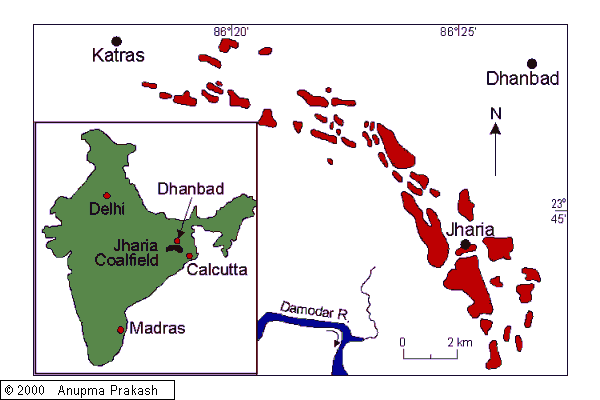 86°20'
86°25'
Katras
Dhanbad
N
23°
45'
Dhanbad
Delhi
Jharia
Coalfield
Calcutta
Madras
Jharia
Damodar R.
0 2 km
© 2000 Anupma Prakash